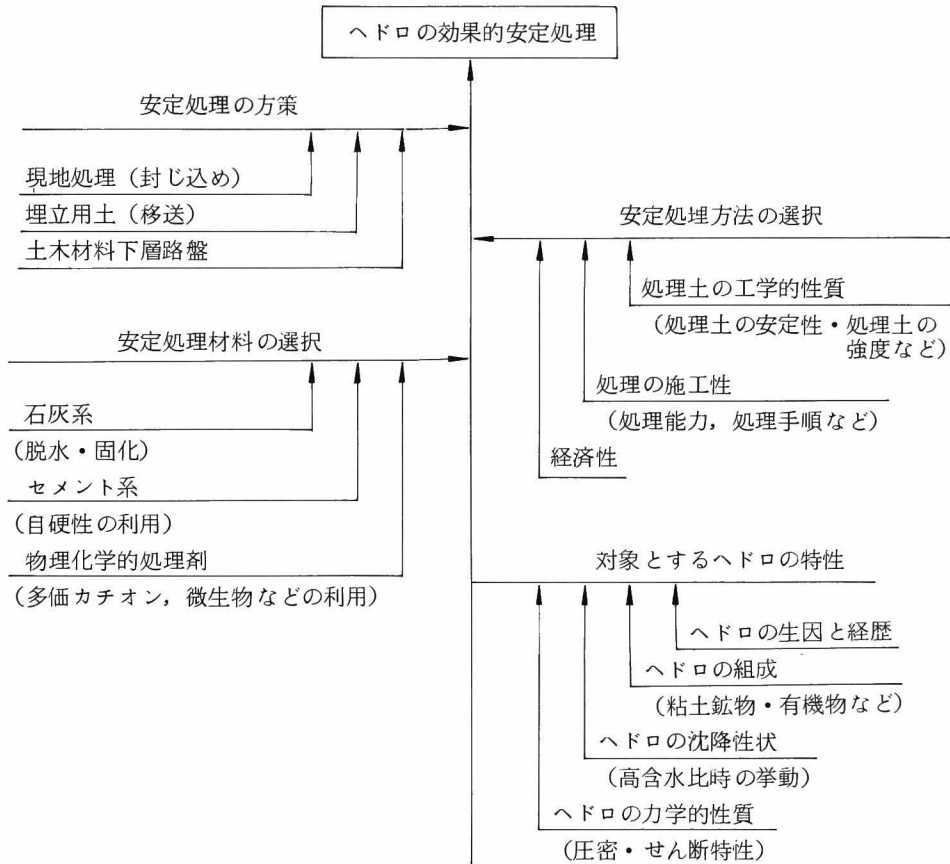 ヘドロの効果的安定処理
安定処理の方策
現地処理（封じ込め）
埋立用土（移送）
土木材料下層路盤
安定処理方法の選択
処理土の工学的性質
（処理土の安定性・処理土の
強度など）
処理の施工性
（処理能力，処理手順など）
経済性
安定処理材料の選択
石灰系
（脱水・固化）
セメント系
（自硬性の利用）
物理化学的処理剤
（多価カチオン，微生物などの利用）
対象とするヘドロの特性
ヘドロの生因と経歴
ヘドロの組成
（粘土鉱物・有機物など）
ヘドロの沈降性状
（高含水比時の挙動）
ヘドロの力学的性質
（圧密・せん断特性）